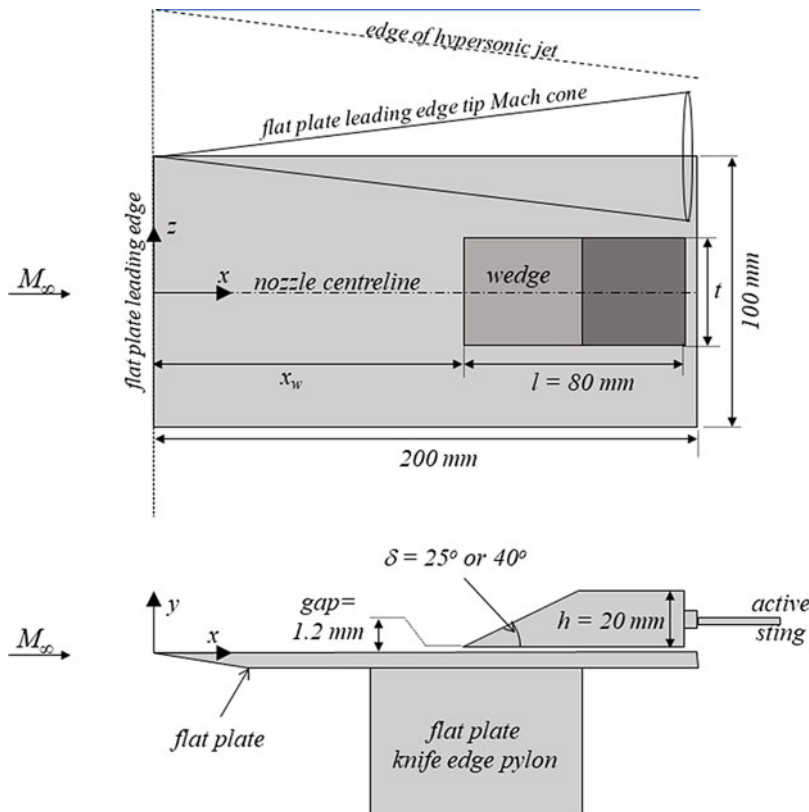 edge of hypersonic jet
flat plate leading edge tip Mach cone
flat plate leading edge
z
M∞
x
nozzle centreline
wedge
t
100 mm
x_w
l = 80 mm
200 mm
δ = 25° or 40°
y
gap=
1.2 mm
h = 20 mm
active
sting
M∞
x
flat plate
flat plate
knife edge pylon